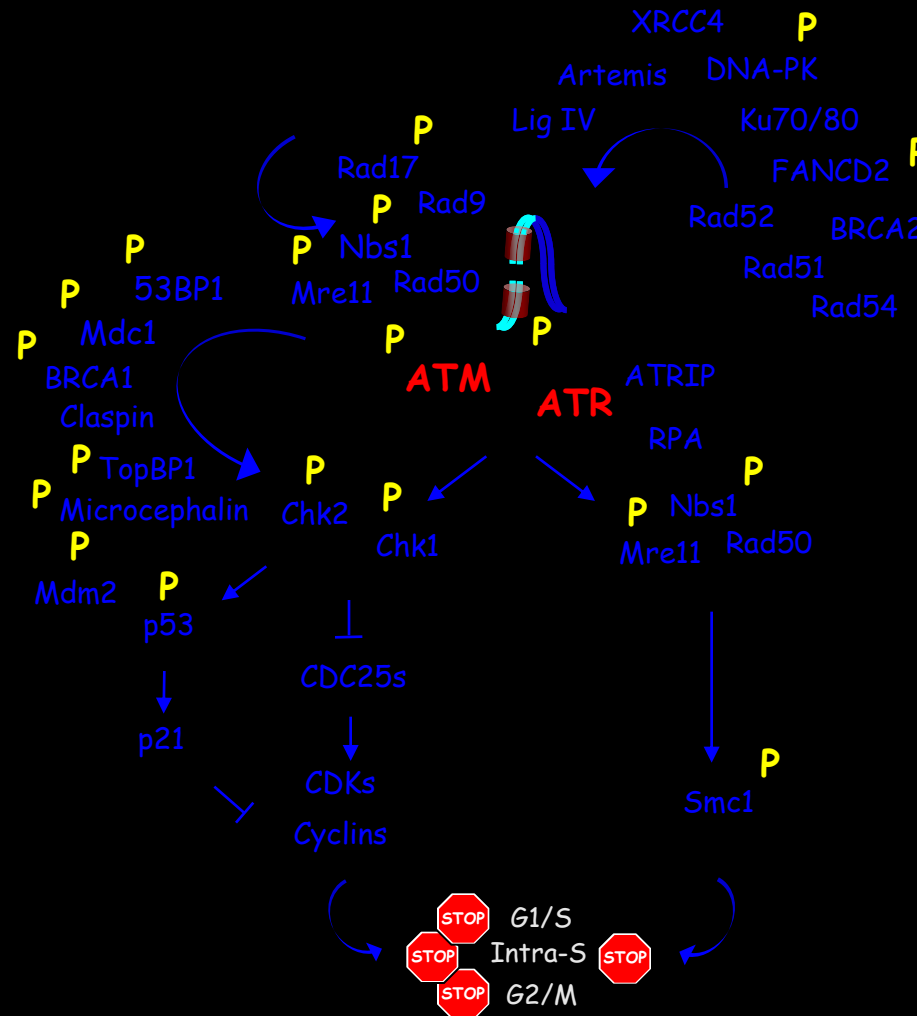 XRCC4
P
Artemis
DNA-PK
Lig IV
Ku70/80
P
Rad17
P
FANCD2
P
Rad9
Rad52
BRCA2
P
P
Nbs1
Rad51
53BP1
Mre11
Rad50
Rad54
P
Mdc1
P
P
P
BRCA1
ATM
ATRIP
Claspin
ATR
RPA
P
TopBP1
P
P
P
Microcephalin
Chk2
P
P
Nbs1
P
Chk1
Mre11
Rad50
Mdm2
P
p53
CDC25s
p21
P
CDKs
Smc1
Cyclins
STOP
G1/S
STOP
Intra-S
STOP
STOP
G2/M